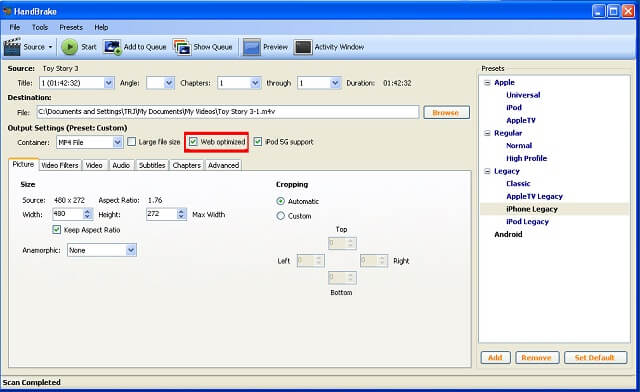 HandBrake
File Tools Presets Help
Source Start Add to Queue Show Queue Preview Activity Window
Source: Toy Story 3
Title: 1 (01:42:32) Angle: Chapters: 1 through 1 Duration: 01:42:32
Destination:
File: C:\Documents and Settings\TRJ\My Documents\My Videos\Toy Story 3-1.m4v Browse
Output Settings (Preset: Custom)
Container: MP4 File Large file size Web optimized iPod 5G support
Picture Video Filters Video Audio Subtitles Chapters Advanced
Size
Source: 480 x 272 Aspect Ratio: 1.76
Width: 480 Height: 272 Max Width
Keep Aspect Ratio
Anamorphic: None
Cropping
Automatic
Custom
Top
0
Left 0 0 Right
0
Bottom
Presets
Apple
Universal
iPod
AppleTV
Regular
Normal
High Profile
Legacy
Classic
AppleTV Legacy
iPhone Legacy
iPod Legacy
Android
Add Remove Set Default
Scan Completed